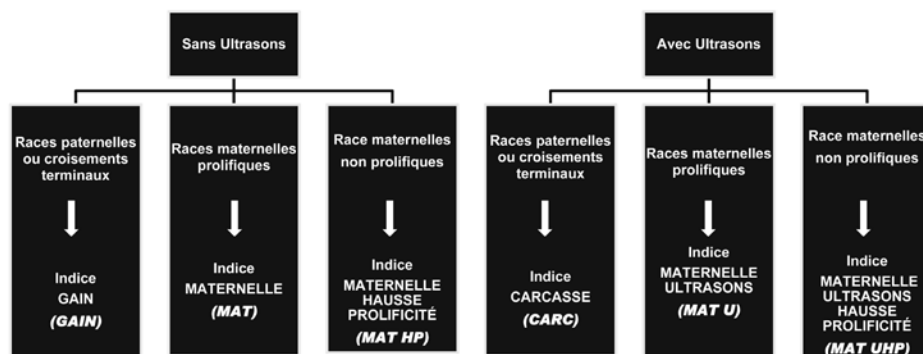 Sans Ultrasons
Avec Ultrasons
Races paternelles
ou croisements
terminaux
Indice
GAIN
(GAIN)
Races maternelles
prolifiques
Indice
MATERNELLE
(MAT)
Race maternelles
non prolifiques
Indice
MATERNELLE
HAUSSE
PROLIFICITÉ
(MAT HP)
Races paternelles
ou croisements
terminaux
Indice
CARCASSE
(CARC)
Races maternelles
prolifiques
Indice
MATERNELLE
ULTRASONS
(MAT U)
Race maternelles
non prolifiques
Indice
MATERNELLE
ULTRASONS
HAUSSE
PROLIFICITÉ
(MAT UHP)